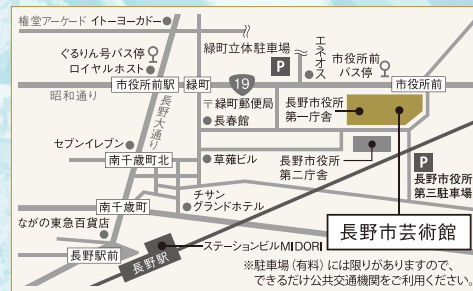 権堂アーケード
イトーヨーカドー
ぐるりん号バス停
ロイヤルホスト
緑町立体駐車場
P
エネオス
市役所前
バス停
市役所前駅
緑町
19
市役所前
昭和通り
長野大通り
〒緑町郵便局
長春館
長野市役所
第一庁舎
セブンイレブン
南千歳町北
草薙ビル
長野市役所
第二庁舎
P
長野市役所
第三駐車場
チサン
グランドホテル
南千歳町
ながの東急百貨店
長野市芸術館
ステーションビルMIDORI
長野駅前
長野駅
※駐車場(有料)には限りがありますので、
できるだけ公共交通機関をご利用ください。